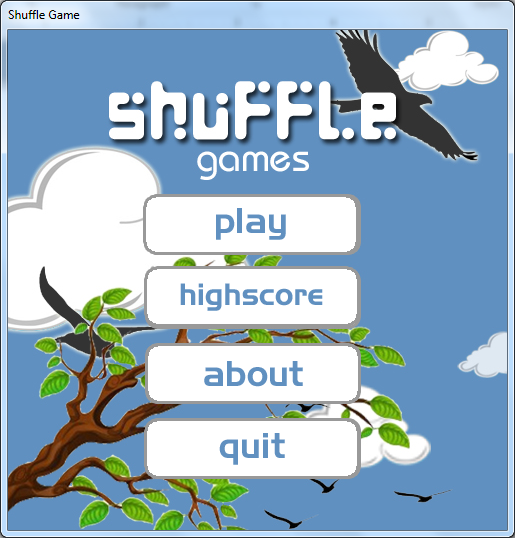 Shuffle Game
shuffle
games
play
highscore
about
quit